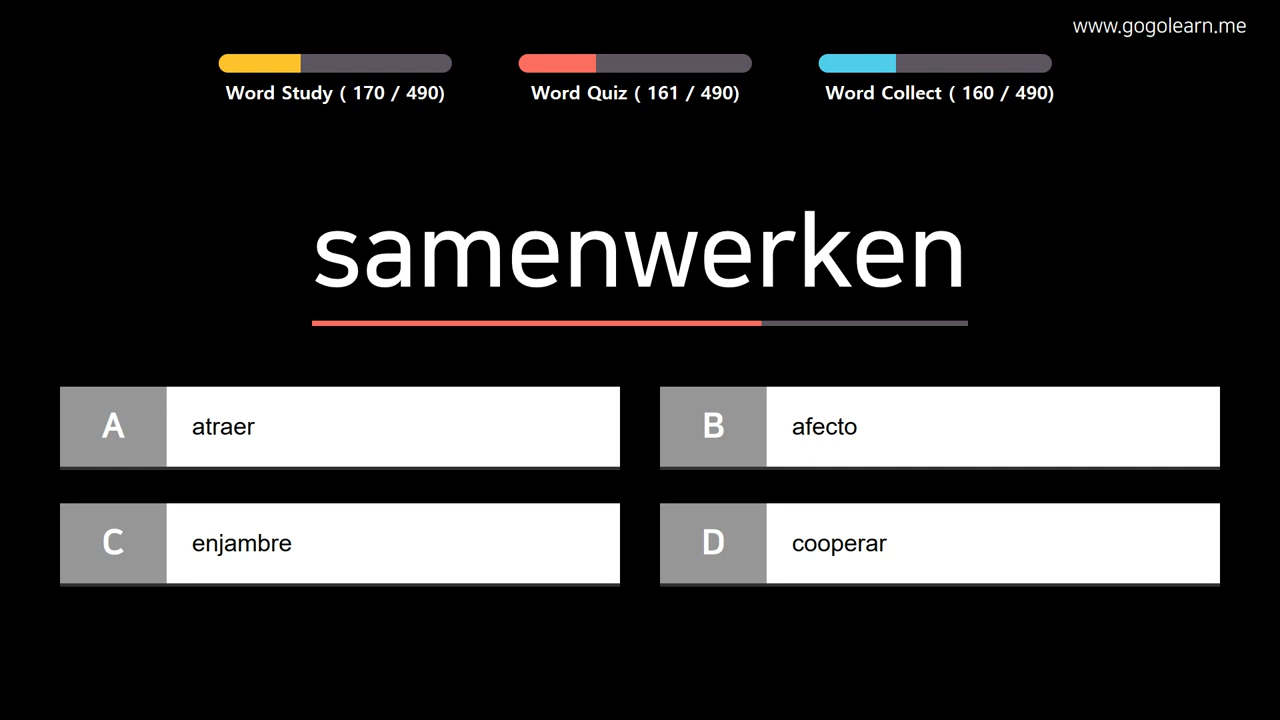 www.gogolearn.me
Word Study ( 170 / 490)
Word Quiz ( 161 / 490)
Word Collect ( 160 / 490)
samenwerken
A atraer
B afecto
C enjambre
D cooperar